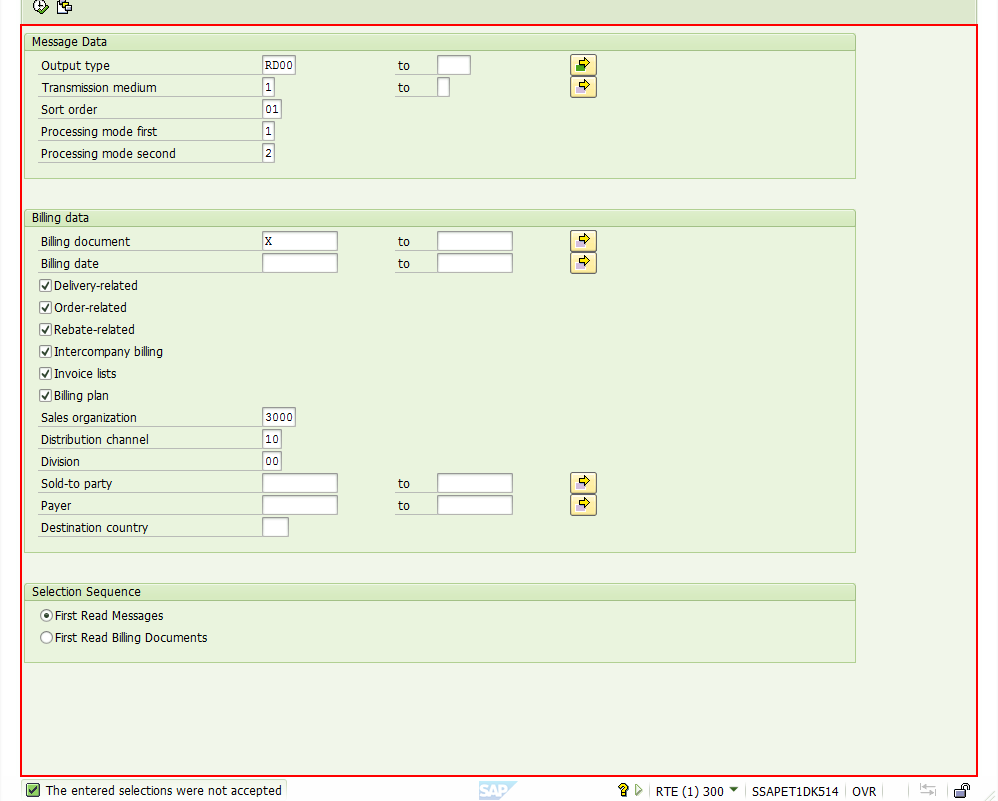 Message Data
Output type RD00 to
Transmission medium 1 to
Sort order 01
Processing mode first 1
Processing mode second 2
Billing data
Billing document X to
Billing date to
Delivery-related
Order-related
Rebate-related
Intercompany billing
Invoice lists
Billing plan
Sales organization 3000
Distribution channel 10
Division 00
Sold-to party to
Payer to
Destination country
Selection Sequence
First Read Messages
First Read Billing Documents
The entered selections were not accepted SAP RTE (1) 300 SSAPET1DK514 OVR